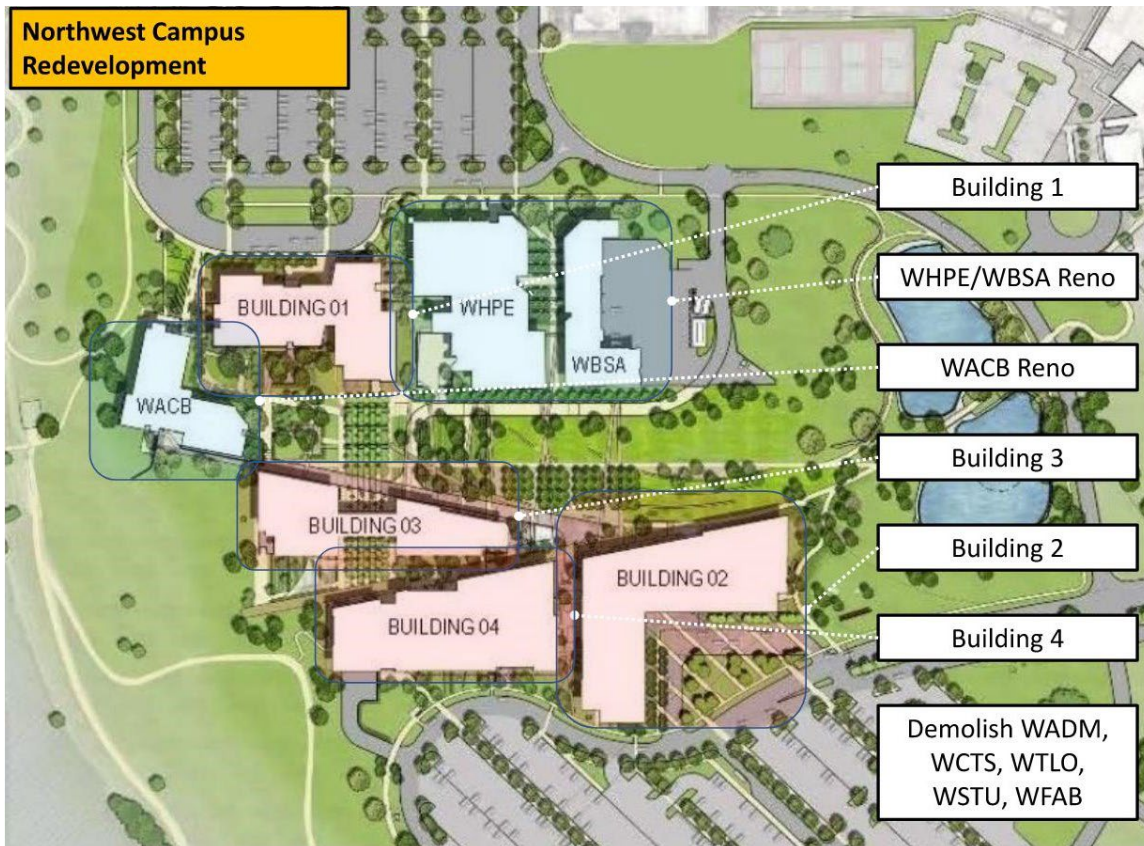 Northwest Campus
Redevelopment
Building 1
WHPE/WBSA Reno
WACB Reno
Building 3
Building 2
Building 4
Demolish WADM,
WCTS, WTLO,
WSTU, WFAB
BUILDING 01
WHPE
WBSA
WACB
BUILDING 03
BUILDING 02
BUILDING 04